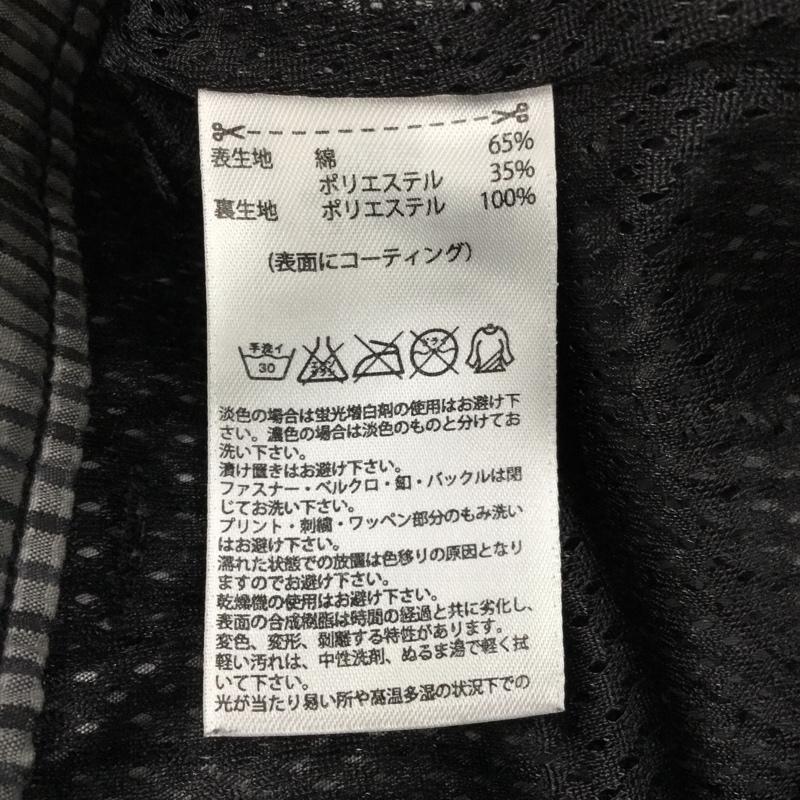 表生地 綿 65%
ポリエステル 35%
裏生地 ポリエステル 100%
(表面にコーティング)
手洗イ
30
淡色の場合は蛍光増白剤の使用はお避け下
さい。濃色の場合は淡色のものと分けてお
洗い下さい。
漬け置きはお避け下さい。
ファスナー・ベルクロ・釦・バックルは閉
じてお洗い下さい。
プリント・刺繍・ワッペン部分のもみ洗い
はお避け下さい。
濡れた状態での放置は色移りの原因となり
ますのでお避け下さい。
乾燥機の使用はお避け下さい。
表面の合成樹脂は時間の経過と共に劣化し、
変色、変形、剥離する特性があります。
軽い汚れは、中性洗剤、ぬるま湯で軽く拭
いて下さい。
光が当たり易い所や高温多湿の状況下での